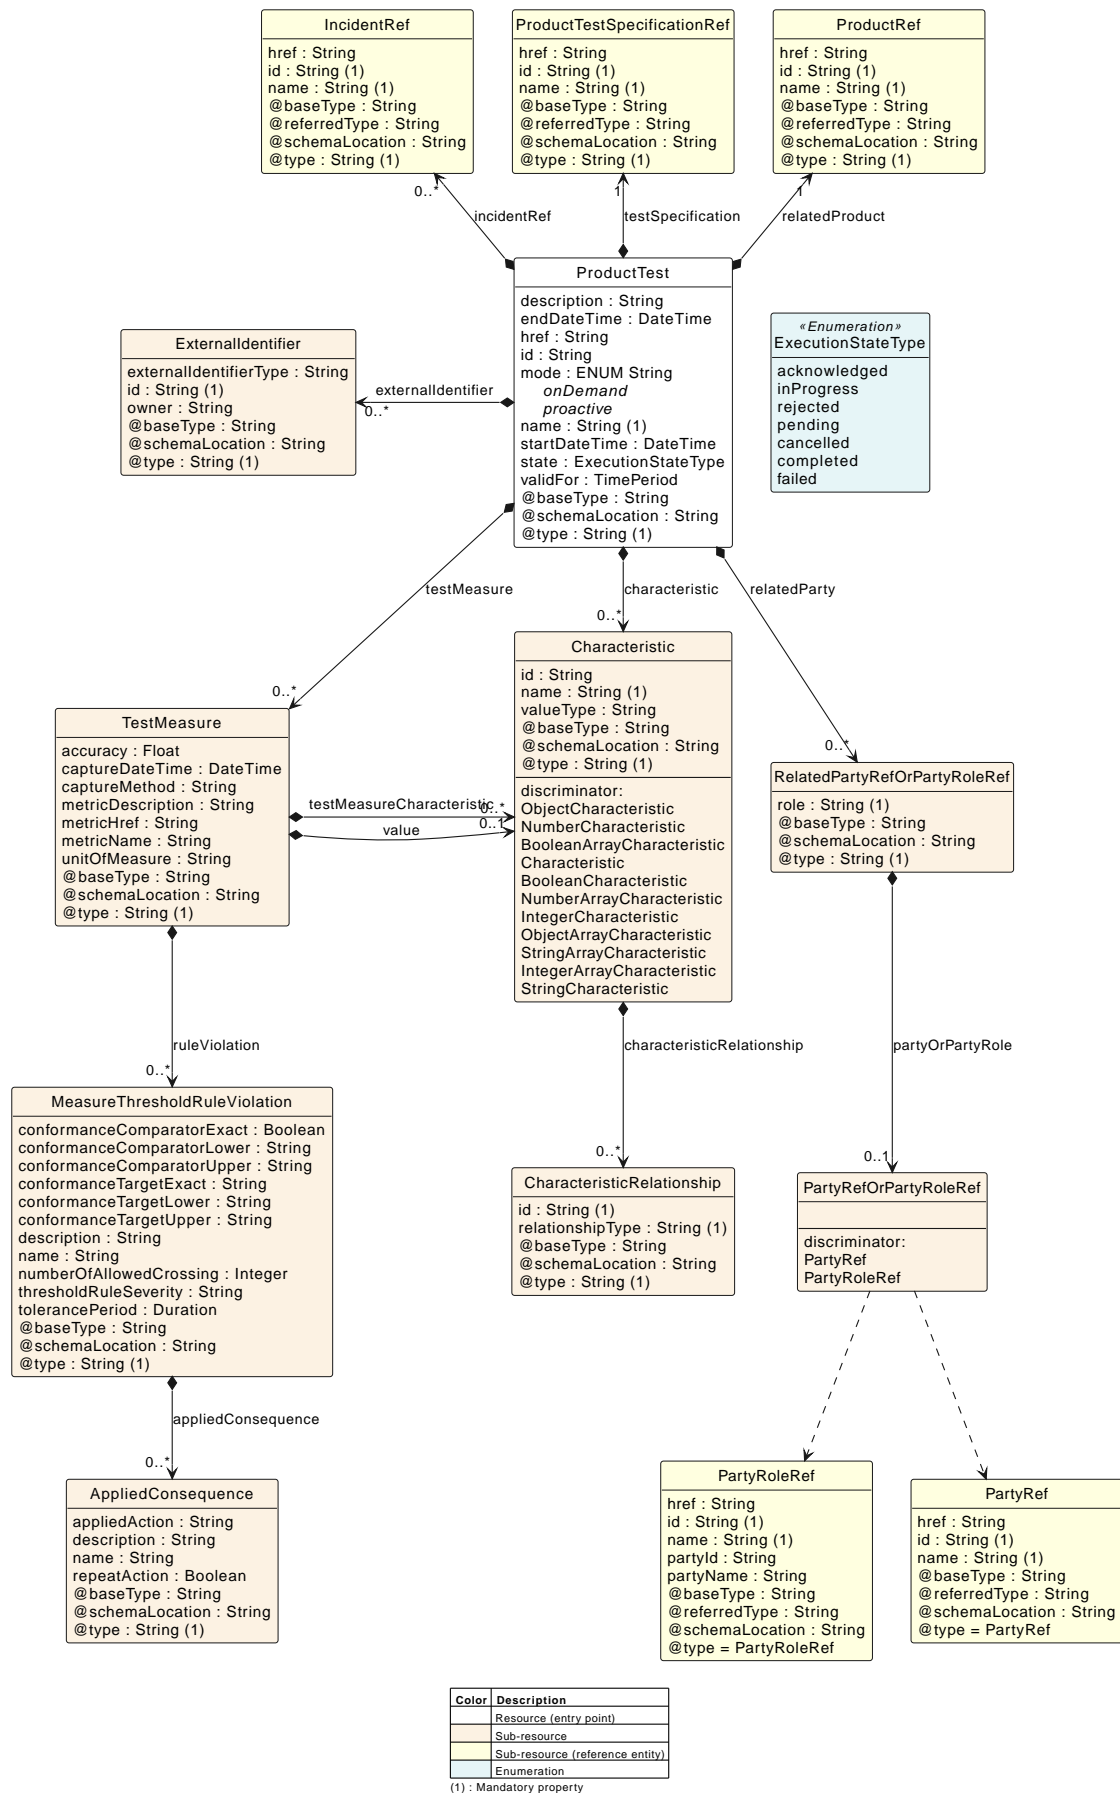 IncidentRef
href : String
id : String (1)
name : String (1)
@baseType : String
@referredType : String
@schemaLocation : String
@type : String (1)
ProductTestSpecificationRef
href : String
id : String (1)
name : String (1)
@baseType : String
@referredType : String
@schemaLocation : String
@type : String (1)
ProductRef
href : String
id : String (1)
name : String (1)
@baseType : String
@referredType : String
@schemaLocation : String
@type : String (1)
0..*
1
1
incidentRef
testSpecification
relatedProduct
ProductTest
description : String
endDateTime : DateTime
href : String
id : String
mode : ENUM String
onDemand
proactive
name : String (1)
startDateTime : DateTime
state : ExecutionStateType
validFor : TimePeriod
@baseType : String
@schemaLocation : String
@type : String (1)
«Enumeration»
ExecutionStateType
acknowledged
inProgress
rejected
pending
cancelled
completed
failed
ExternalIdentifier
externalIdentifierType : String
id : String (1)
owner : String
@baseType : String
@schemaLocation : String
@type : String (1)
externalIdentifier
0..*
testMeasure
characteristic
relatedParty
0..*
0..*
0..*
Characteristic
id : String
name : String (1)
valueType : String
@baseType : String
@schemaLocation : String
@type : String (1)
discriminator:
ObjectCharacteristic
NumberCharacteristic
BooleanArrayCharacteristic
Characteristic
BooleanCharacteristic
NumberArrayCharacteristic
IntegerCharacteristic
ObjectArrayCharacteristic
StringArrayCharacteristic
IntegerArrayCharacteristic
StringCharacteristic
TestMeasure
accuracy : Float
captureDateTime : DateTime
captureMethod : String
metricDescription : String
metricHref : String
metricName : String
unitOfMeasure : String
@baseType : String
@schemaLocation : String
@type : String (1)
testMeasureCharacteristic
0..*
value
0..1
RelatedPartyRefOrPartyRoleRef
role : String (1)
@baseType : String
@schemaLocation : String
@type : String (1)
ruleViolation
0..*
characteristicRelationship
0..*
partyOrPartyRole
0..1
MeasureThresholdRuleViolation
conformanceComparatorExact : Boolean
conformanceComparatorLower : String
conformanceComparatorUpper : String
conformanceTargetExact : String
conformanceTargetLower : String
conformanceTargetUpper : String
description : String
name : String
numberOfAllowedCrossing : Integer
thresholdRuleSeverity : String
tolerancePeriod : Duration
@baseType : String
@schemaLocation : String
@type : String (1)
CharacteristicRelationship
id : String (1)
relationshipType : String (1)
@baseType : String
@schemaLocation : String
@type : String (1)
PartyRefOrPartyRoleRef
discriminator:
PartyRef
PartyRoleRef
appliedConsequence
0..*
AppliedConsequence
appliedAction : String
description : String
name : String
repeatAction : Boolean
@baseType : String
@schemaLocation : String
@type : String (1)
PartyRoleRef
href : String
id : String (1)
name : String (1)
partyId : String
partyName : String
@baseType : String
@referredType : String
@schemaLocation : String
@type = PartyRoleRef
PartyRef
href : String
id : String (1)
name : String (1)
@baseType : String
@referredType : String
@schemaLocation : String
@type = PartyRef
Color Description
Resource (entry point)
Sub-resource
Sub-resource (reference entity)
Enumeration
(1) : Mandatory property